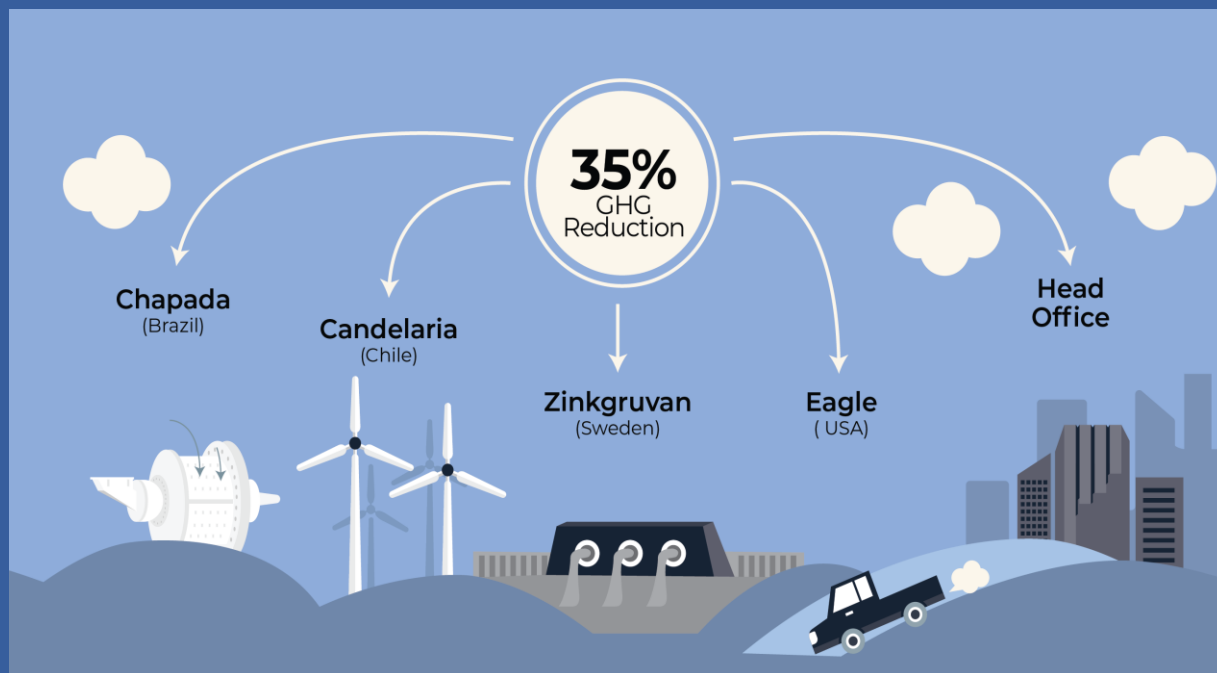 35%
GHG
Reduction
Chapada
(Brazil)
Candelaria
(Chile)
Zinkgruvan
(Sweden)
Eagle
( USA)
Head
Office